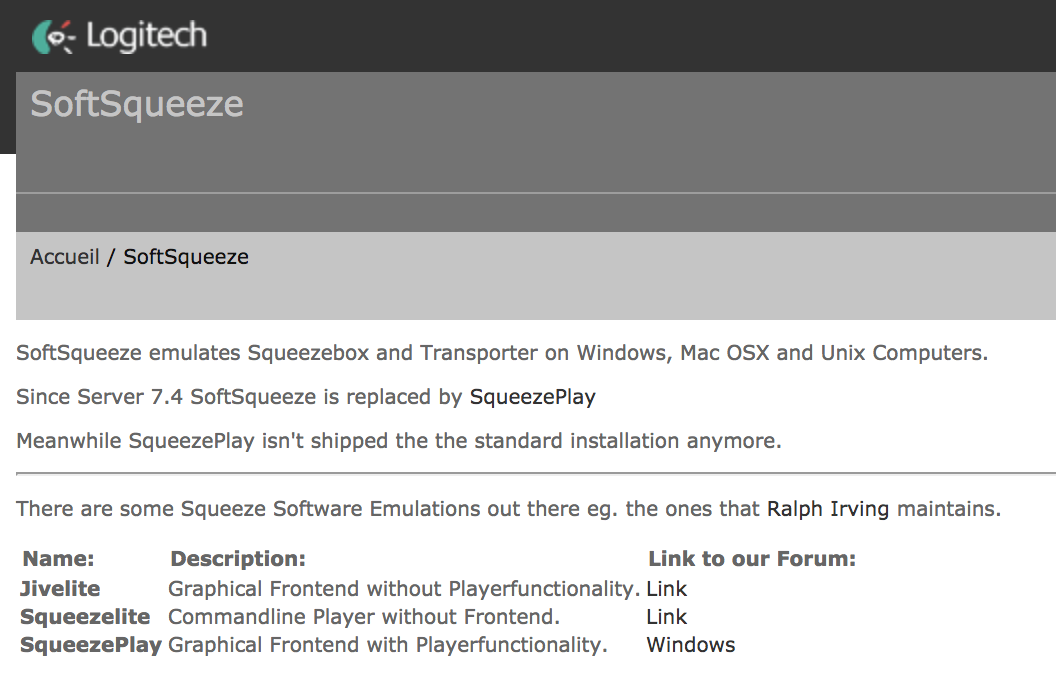 Logitech
SoftSqueeze
Accueil / SoftSqueeze
SoftSqueeze emulates Squeezebox and Transporter on Windows, Mac OSX and Unix Computers.
Since Server 7.4 SoftSqueeze is replaced by SqueezePlay
Meanwhile SqueezePlay isn't shipped the the standard installation anymore.
There are some Squeeze Software Emulations out there eg. the ones that Ralph Irving maintains.
Name: Description: Link to our Forum:
Jivelite Graphical Frontend without Playerfunctionality. Link
Squeezelite Commandline Player without Frontend. Link
SqueezePlay Graphical Frontend with Playerfunctionality. Windows